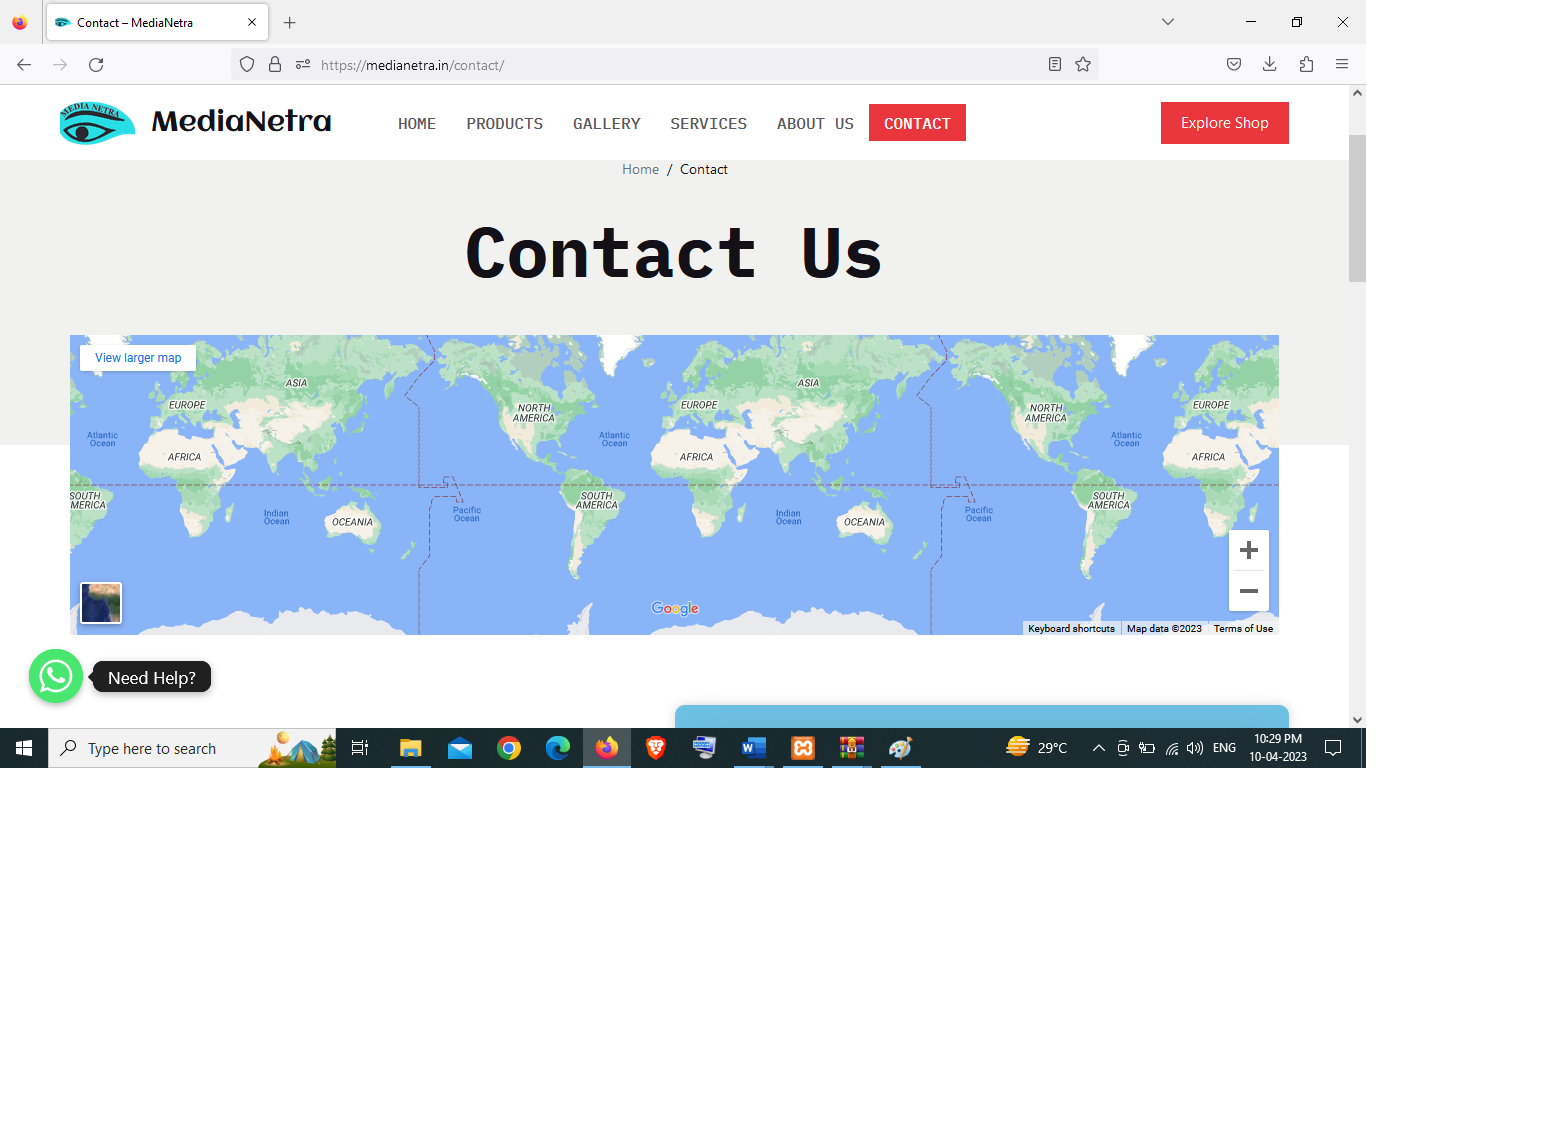 Contact – MediaNetra
https://medianetra.in/contact/
MEDIA NETRA
MediaNetra
HOME PRODUCTS GALLERY SERVICES ABOUT US CONTACT
Explore Shop
Home / Contact
Contact Us
View larger map
ASIA ASIA
EUROPE NORTH AMERICA EUROPE NORTH AMERICA EUROPE
Atlantic Ocean Atlantic Ocean Atlantic Ocean
AFRICA AFRICA AFRICA
SOUTH AMERICA SOUTH AMERICA SOUTH AMERICA
Indian Ocean OCEANIA Pacific Ocean Indian Ocean OCEANIA Pacific Ocean
Google
Keyboard shortcuts Map data ©2023 Terms of Use
Need Help?
Type here to search
29°C
ENG
10:29 PM
10-04-2023